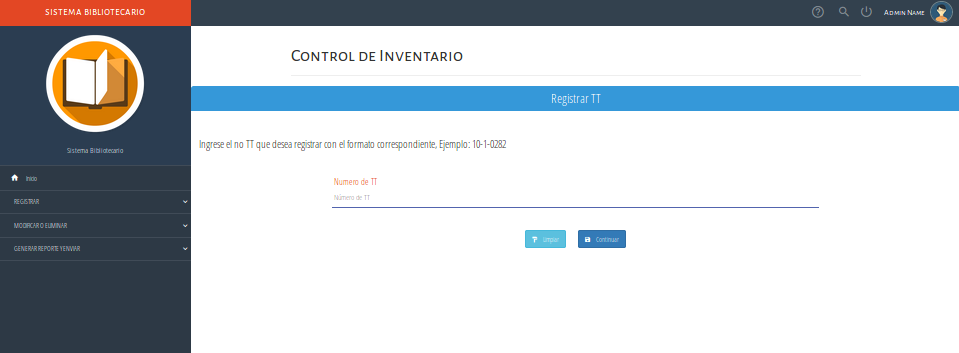 SISTEMA BIBLIOTECARIO
Admin Name
Sistema Bibliotecario
Inicio
REGISTRAR
MODIFICAR O ELIMINAR
GENERAR REPORTE Y ENVIAR
Control de Inventario
Registrar TT
Ingrese el no TT que desea registrar con el formato correspondiente, Ejemplo: 10-1-0282
Numero de TT
Número de TT
Limpiar
Continuar